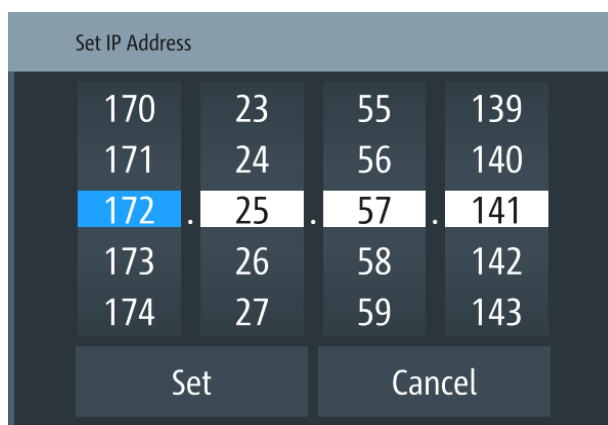 Set IP Address
170 23 55 139
171 24 56 140
172 . 25 . 57 . 141
173 26 58 142
174 27 59 143
Set Cancel